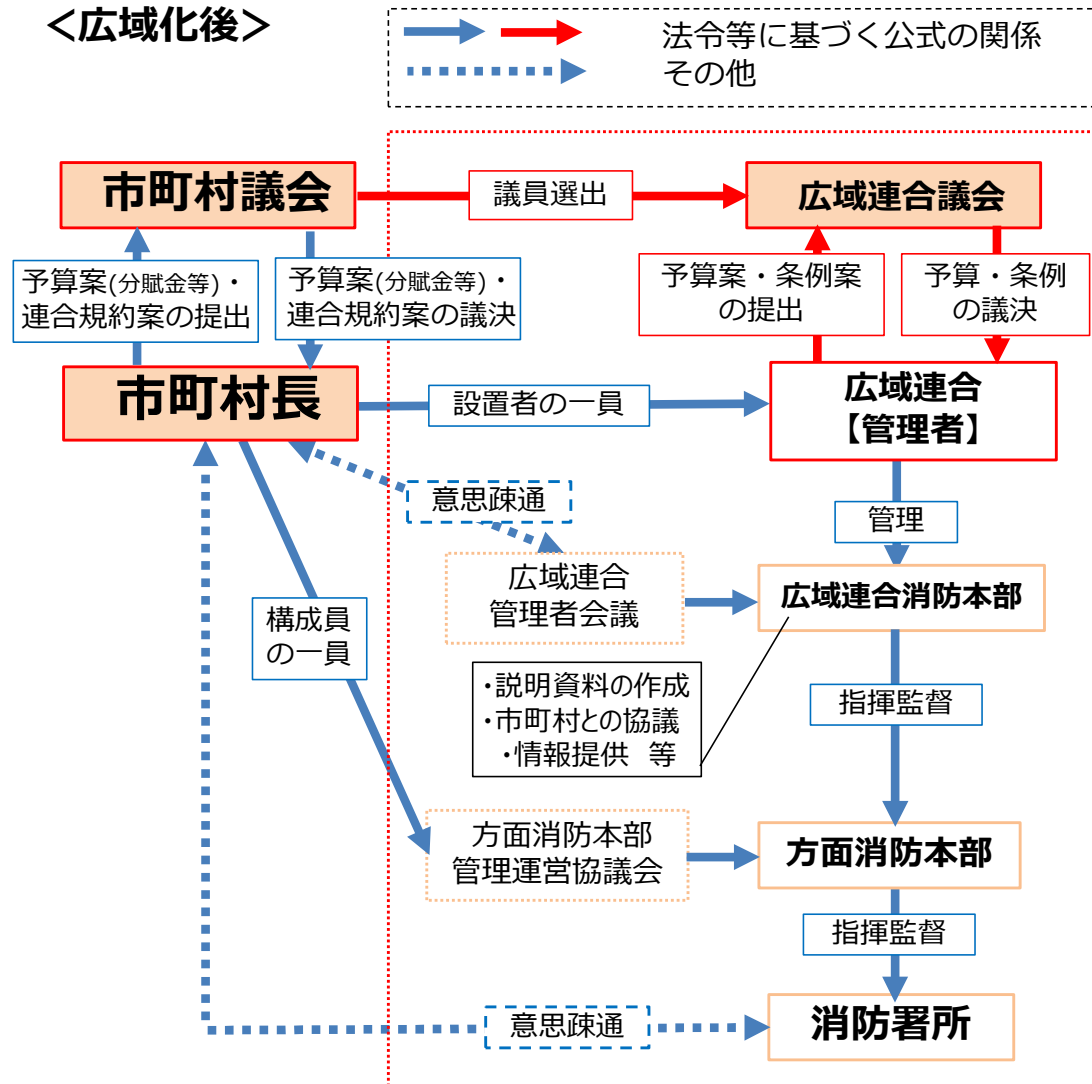 <広域化後>
法令等に基づく公式の関係
その他
市町村議会
議員選出
広域連合議会
予算案(分賦金等)・
連合規約案の提出
予算案(分賦金等)・
連合規約案の議決
予算案・条例案
の提出
予算・条例
の議決
市町村長
設置者の一員
広域連合
【管理者】
意思疎通
管理
広域連合
管理者会議
広域連合消防本部
構成員
の一員
・説明資料の作成
・市町村との協議
・情報提供 等
指揮監督
方面消防本部
管理運営協議会
方面消防本部
指揮監督
意思疎通
消防署所